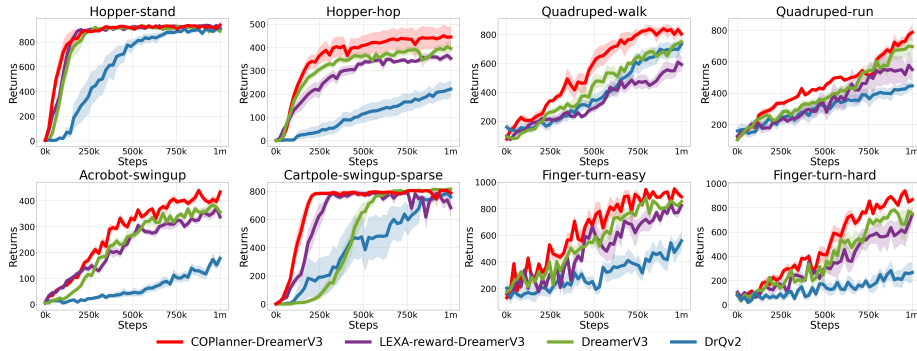 Hopper-stand
Returns
800
600
400
200
0
0k 250k 500k 750k 1m
Steps
Hopper-hop
Returns
500
400
300
200
100
0
0k 250k 500k 750k 1m
Steps
Quadruped-walk
Returns
800
600
400
200
0k 250k 500k 750k 1m
Steps
Quadruped-run
Returns
800
600
400
200
0k 250k 500k 750k 1m
Steps
Acrobot-swingup
Returns
400
300
200
100
0
0k 250k 500k 750k 1m
Steps
Cartpole-swingup-sparse
Returns
800
600
400
200
0
0k 250k 500k 750k 1m
Steps
Finger-turn-easy
Returns
1000
800
600
400
200
0
0k 250k 500k 750k 1m
Steps
Finger-turn-hard
Returns
1000
800
600
400
200
0
0k 250k 500k 750k 1m
Steps
COPlanner-DreamerV3 LEXA-reward-DreamerV3 DreamerV3 DrQv2